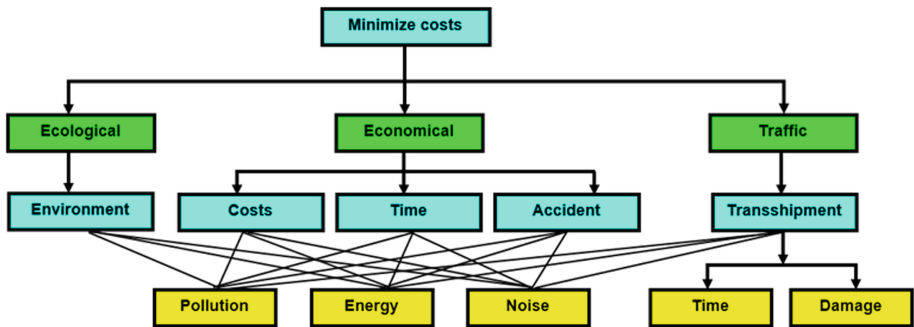 Minimize costs
Ecological
Economical
Traffic
Environment
Costs
Time
Accident
Transshipment
Pollution
Energy
Noise
Time
Damage